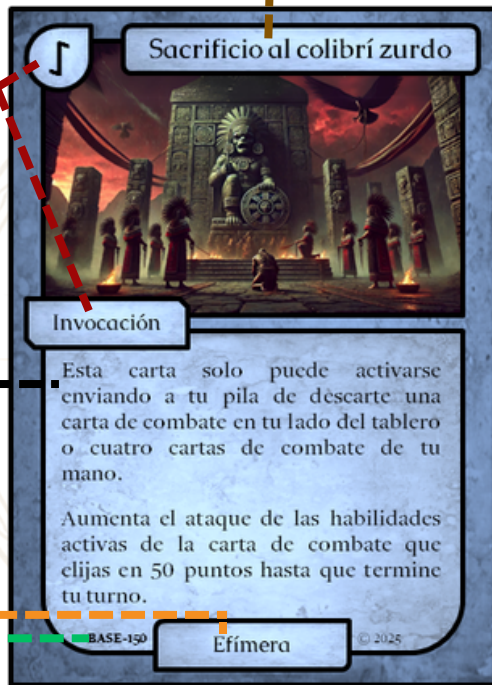 Sacrificio al colibrí zurdo
Invocación
Esta carta solo puede activarse
enviando a tu pila de descarte una
carta de combate en tu lado del tablero
o cuatro cartas de combate de tu
mano.
Aumenta el ataque de las habilidades
activas de la carta de combate que
elijas en 50 puntos hasta que termine
tu turno.
BASE-150
Efímera
© 2025